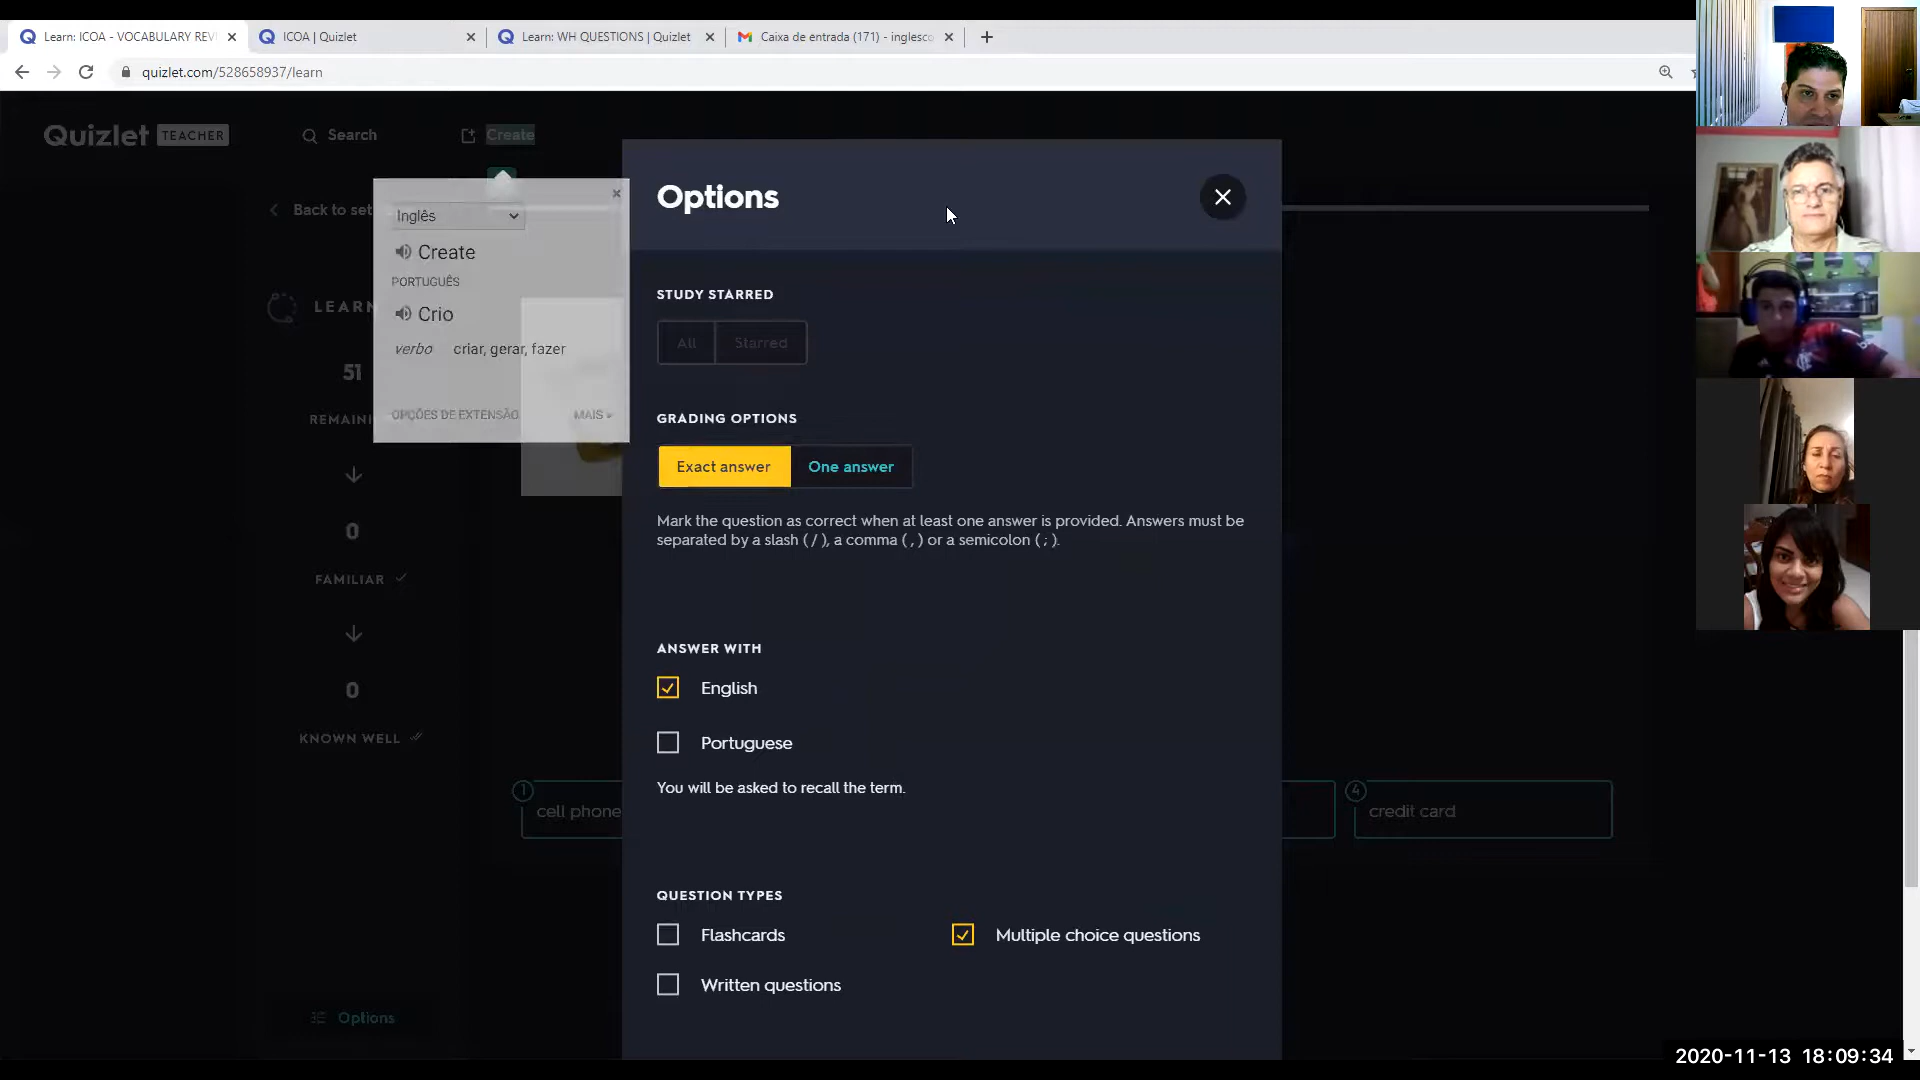 Learn: ICOA - VOCABULARY REV
ICOA | Quizlet
Learn: WH QUESTIONS | Quizlet
Caixa de entrada (171) - inglesco
quizlet.com/528658937/learn
Quizlet TEACHER
Search
Create
Back to set
Inglês
Create
PORTUGUÊS
Crio
verbo criar, gerar, fazer
OPÇÕES DE EXTENSÃO
MAIS »
LEARN
51
REMAINI
0
FAMILIAR
0
KNOWN WELL
Options
Options
STUDY STARRED
All Starred
GRADING OPTIONS
Exact answer One answer
Mark the question as correct when at least one answer is provided. Answers must be
separated by a slash ( / ), a comma ( , ) or a semicolon ( ; ).
ANSWER WITH
English
Portuguese
You will be asked to recall the term.
1 cell phone
4 credit card
QUESTION TYPES
Flashcards
Multiple choice questions
Written questions
2020-11-13 18:09:34